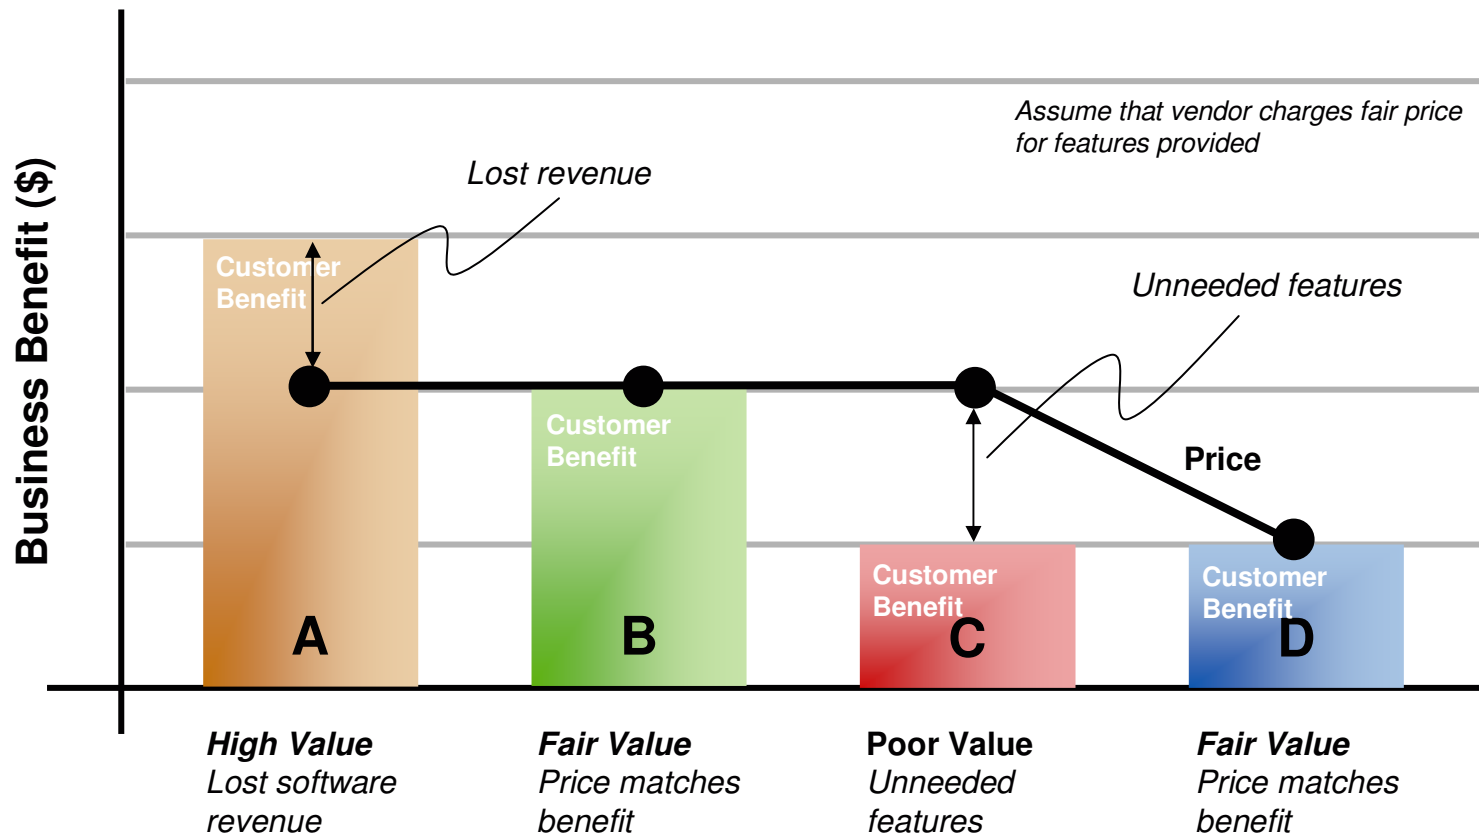 Assume that vendor charges fair price
for features provided
Lost revenue
Business Benefit ($)
Customer
Benefit
Unneeded features
Customer
Benefit
Price
Customer
Benefit
Customer
Benefit
A
B
C
D
High Value
Lost software
revenue
Fair Value
Price matches
benefit
Poor Value
Unneeded
features
Fair Value
Price matches
benefit